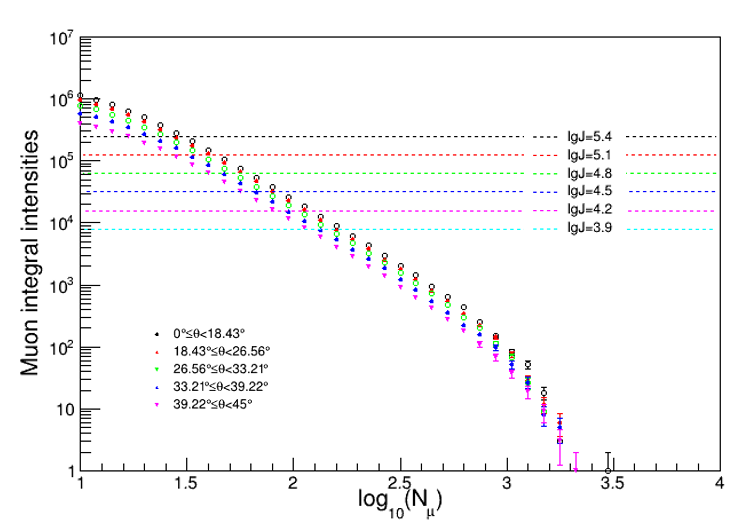 Muon integral intensities
10⁷
10⁶
10⁵
10⁴
10³
10²
10
1
lgJ=5.4
lgJ=5.1
lgJ=4.8
lgJ=4.5
lgJ=4.2
lgJ=3.9
0°≤θ<18.43°
18.43°≤θ<26.56°
26.56°≤θ<33.21°
33.21°≤θ<39.22°
39.22°≤θ<45°
1 1.5 2 2.5 3 3.5 4
log₁₀(N_μ)